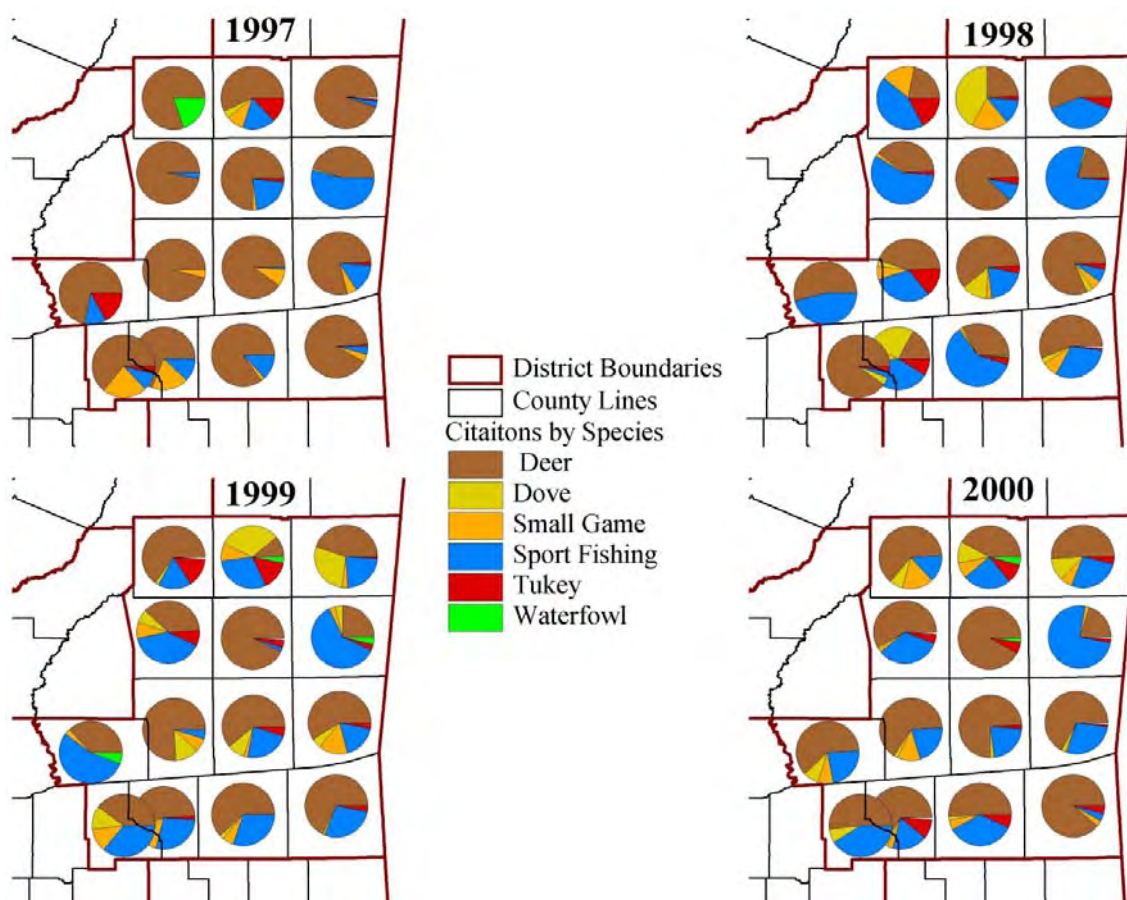 1997
1998
District Boundaries
County Lines
Citaitons by Species
Deer
Dove
Small Game
Sport Fishing
Tukey
Waterfowl
1999
2000